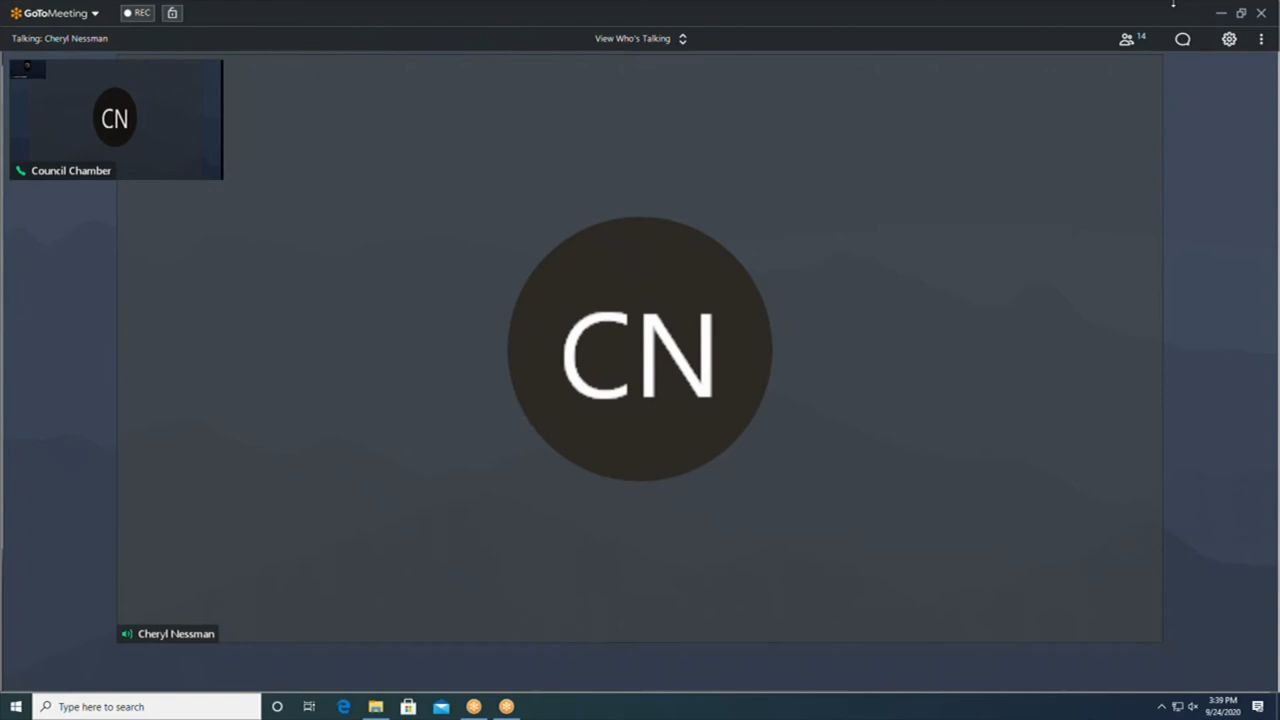 GoToMeeting
REC
Talking: Cheryl Nessman
View Who's Talking
14
CN
Council Chamber
CN
Cheryl Nessman
Type here to search
3:39 PM
9/24/2020